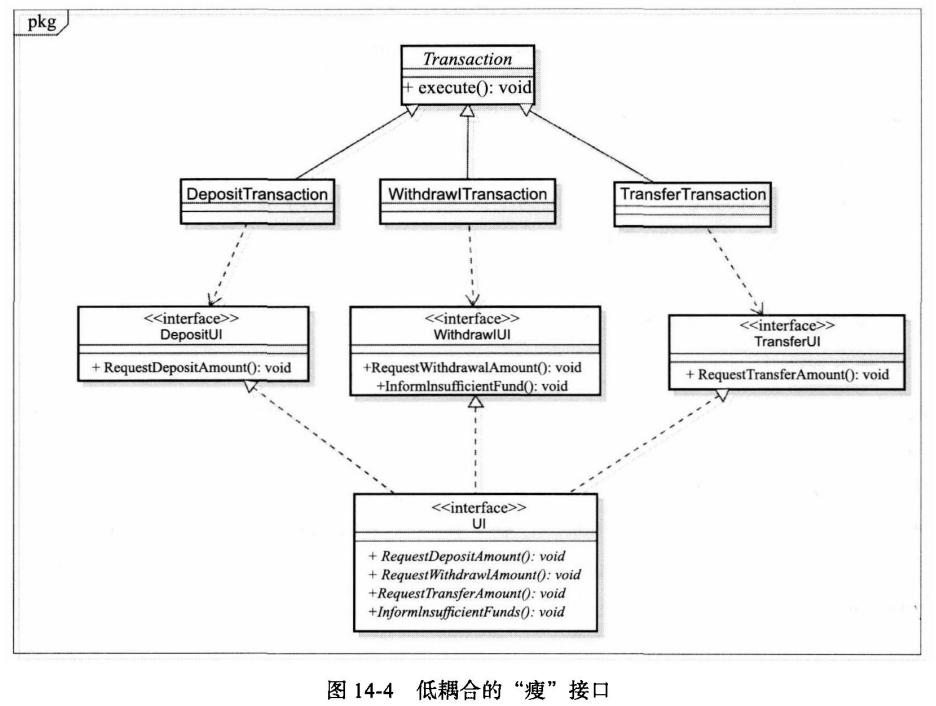 pkg
Transaction
+ execute(): void
DepositTransaction
WithdrawlTransaction
TransferTransaction
<<interface>>
DepositUI
+ RequestDepositAmount(): void
<<interface>>
WithdrawlUI
+RequestWithdrawalAmount(): void
+InformInsufficientFund(): void
<<interface>>
TransferUI
+ RequestTransferAmount(): void
<<interface>>
UI
+ RequestDepositAmount(): void
+ RequestWithdrawlAmount(): void
+RequestTransferAmount(): void
+InformInsufficientFunds(): void
图 14-4 低耦合的“瘦”接口